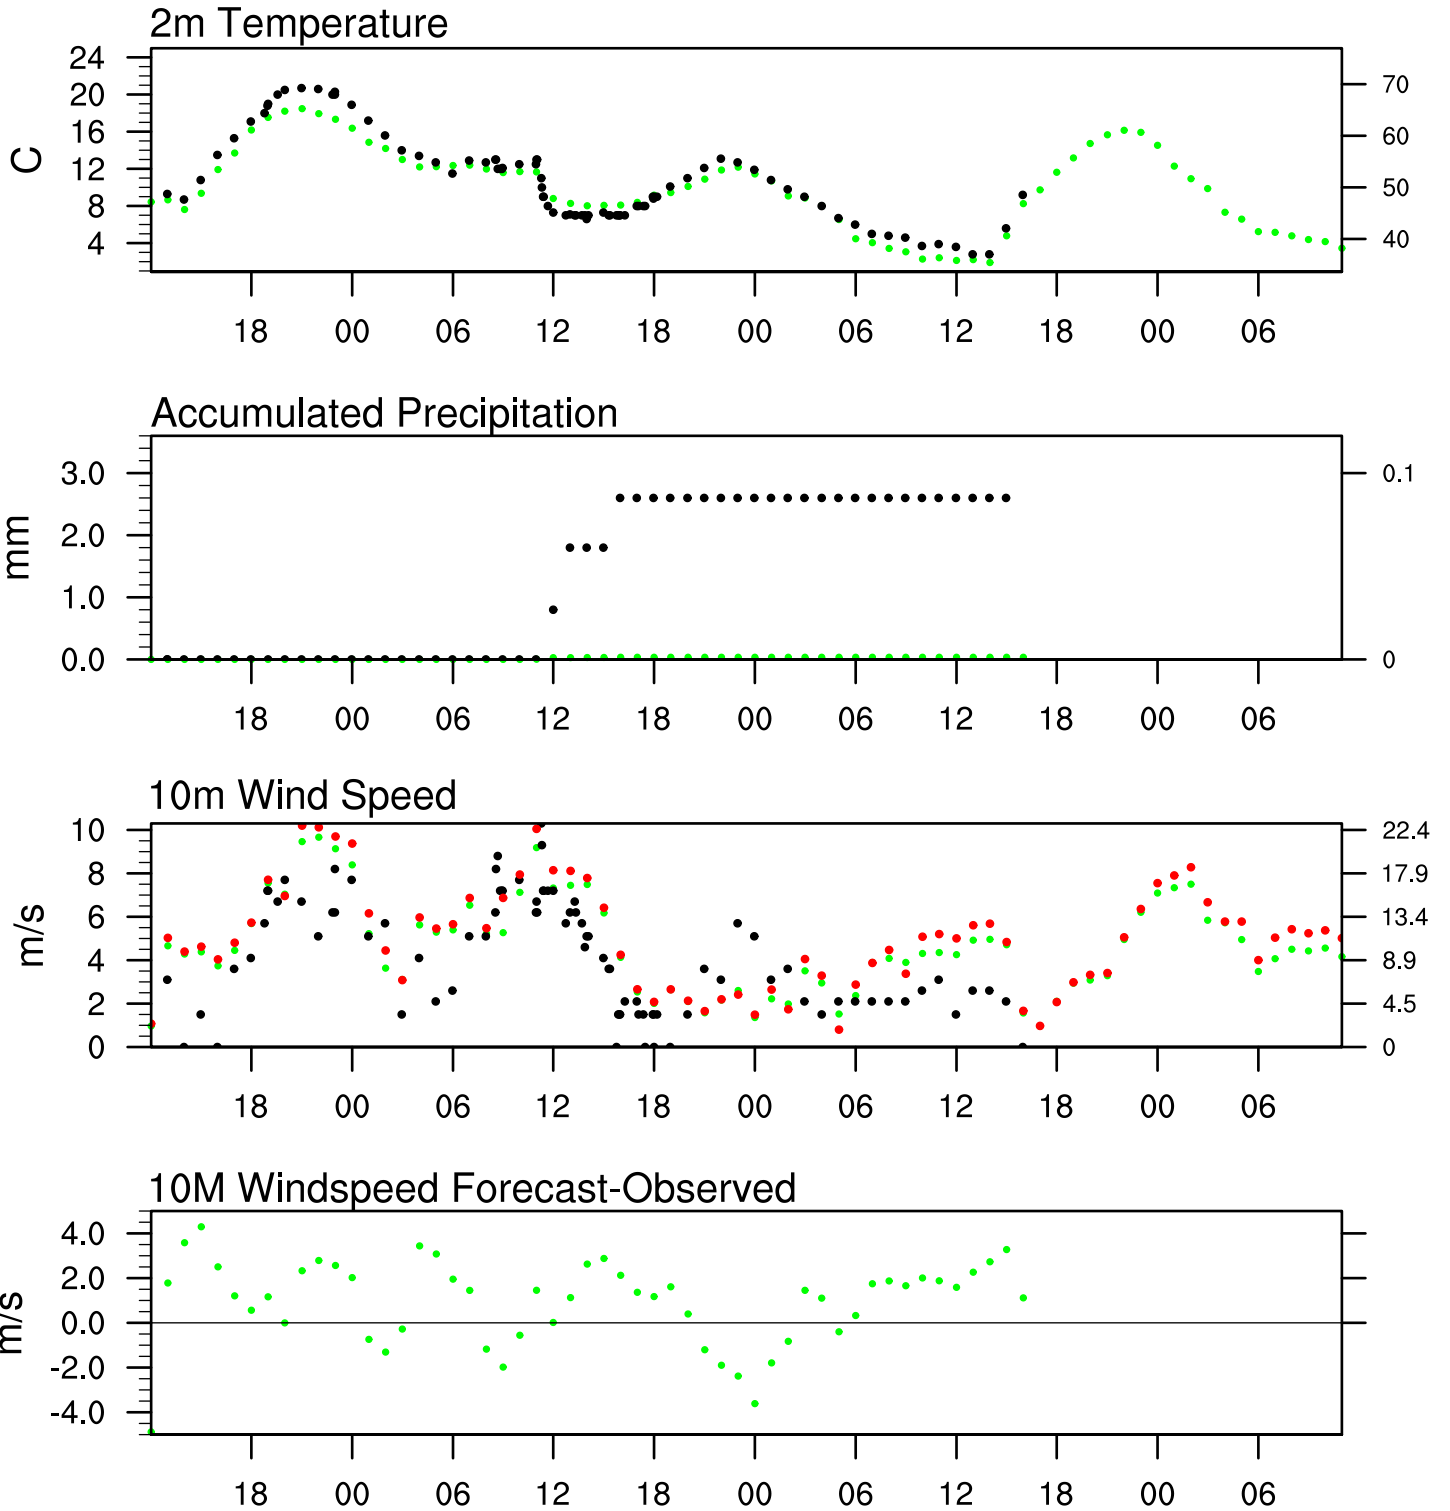 2m Temperature
24
20
16
12
8
4
C
70
60
50
40
18 00 06 12 18 00 06 12 18 00 06
Accumulated Precipitation
3.0
2.0
1.0
0.0
mm
0.1
0
18 00 06 12 18 00 06 12 18 00 06
10m Wind Speed
10
8
6
4
2
0
m/s
22.4
17.9
13.4
8.9
4.5
0
18 00 06 12 18 00 06 12 18 00 06
10M Windspeed Forecast-Observed
4.0
2.0
0.0
-2.0
-4.0
m/s
18 00 06 12 18 00 06 12 18 00 06